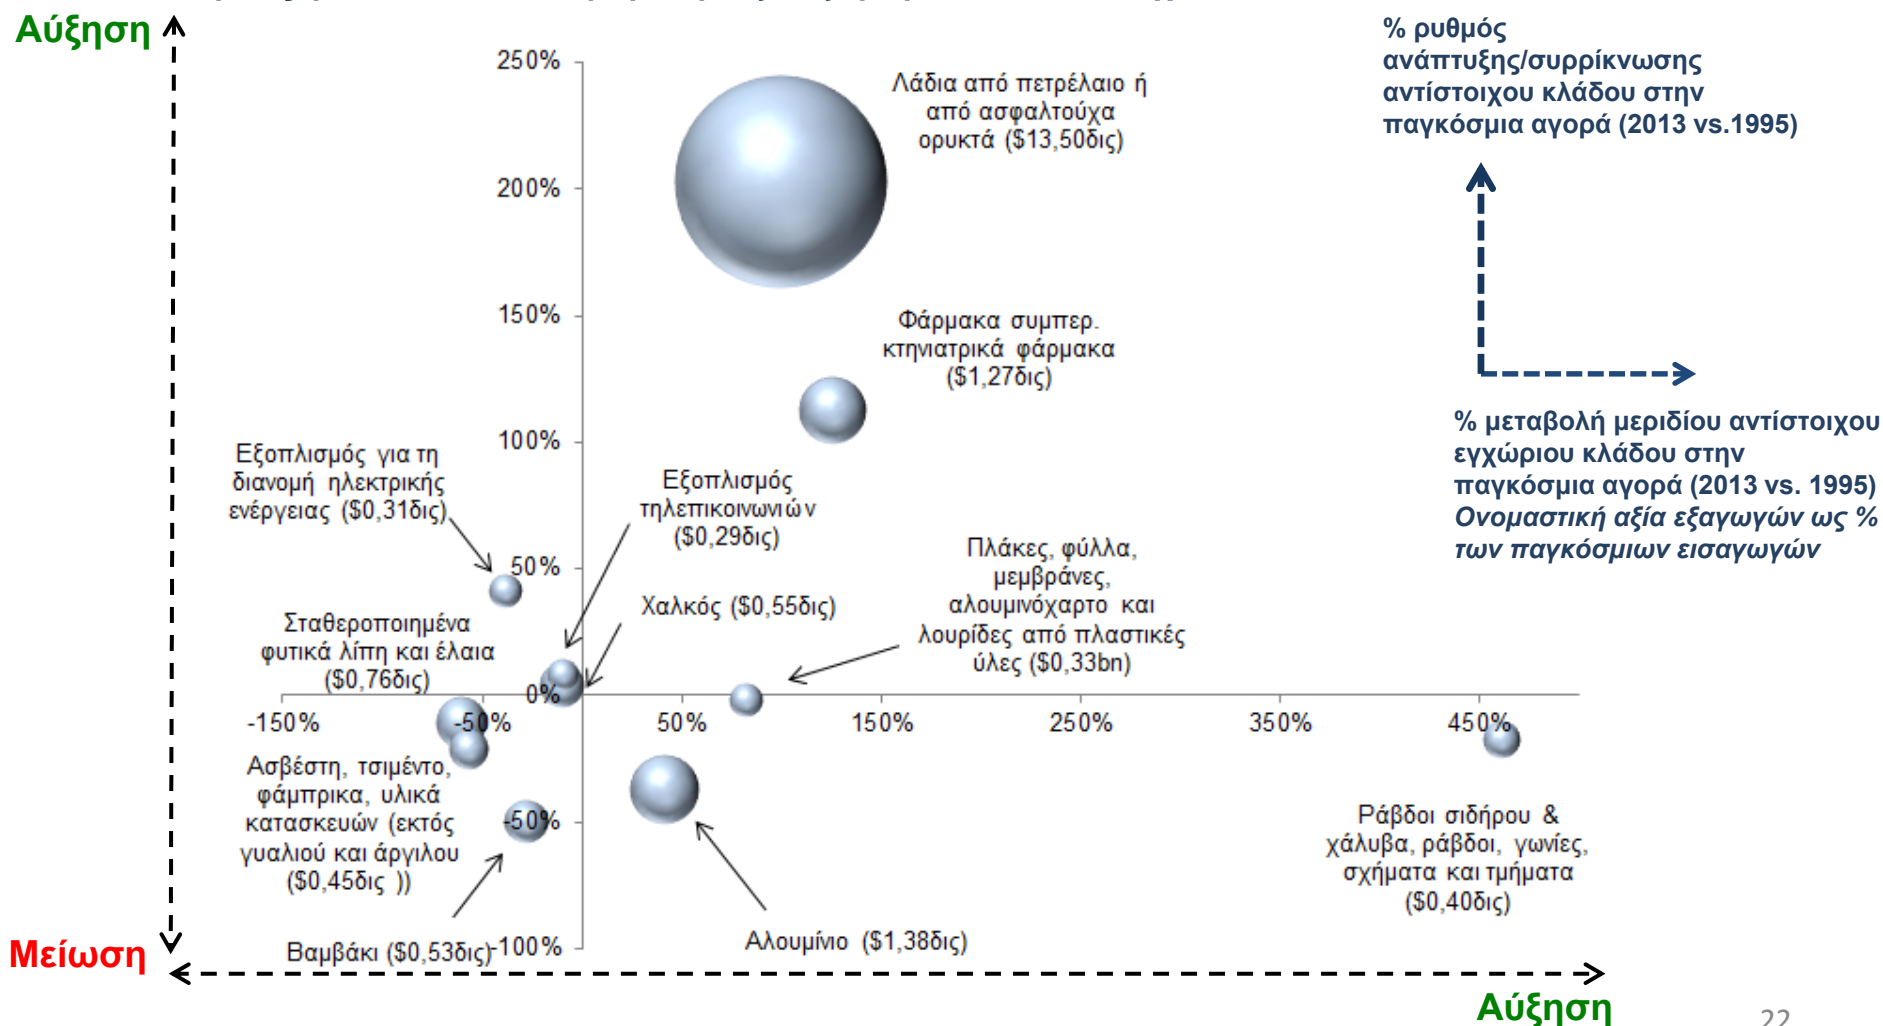 Αύξηση
% ρυθμός
ανάπτυξης/συρρίκνωσης
αντίστοιχου κλάδου στην
παγκόσμια αγορά (2013 vs.1995)
250%
Λάδια από πετρέλαιο ή
από ασφαλτούχα
ορυκτά ($13,50δις)
200%
150%
Φάρμακα συμπερ.
κτηνιατρικά φάρμακα
($1,27δις)
% μεταβολή μεριδίου αντίστοιχου
εγχώριου κλάδου στην
παγκόσμια αγορά (2013 vs. 1995)
Ονομαστική αξία εξαγωγών ως %
των παγκόσμιων εισαγωγών
100%
Εξοπλισμός για τη
διανομή ηλεκτρικής
ενέργειας ($0,31δις)
Εξοπλισμός
τηλεπικοινωνιών
($0,29δις)
50%
Πλάκες, φύλλα,
μεμβράνες,
αλουμινόχαρτο και
λουρίδες από πλαστικές
ύλες ($0,33bn)
Χαλκός ($0,55δις)
Σταθεροποιημένα
φυτικά λίπη και έλαια
($0,76δις)
0%
-150% -50% 50% 150% 250% 350% 450%
Ασβέστη, τσιμέντο,
φάμπρικα, υλικά
κατασκευών (εκτός
γυαλιού και άργιλου
($0,45δις ))
-50%
Ράβδοι σιδήρου &
χάλυβα, ράβδοι, γωνίες,
σχήματα και τμήματα
($0,40δις)
Βαμβάκι ($0,53δις)
-100%
Αλουμίνιο ($1,38δις)
Μείωση
Αύξηση
22